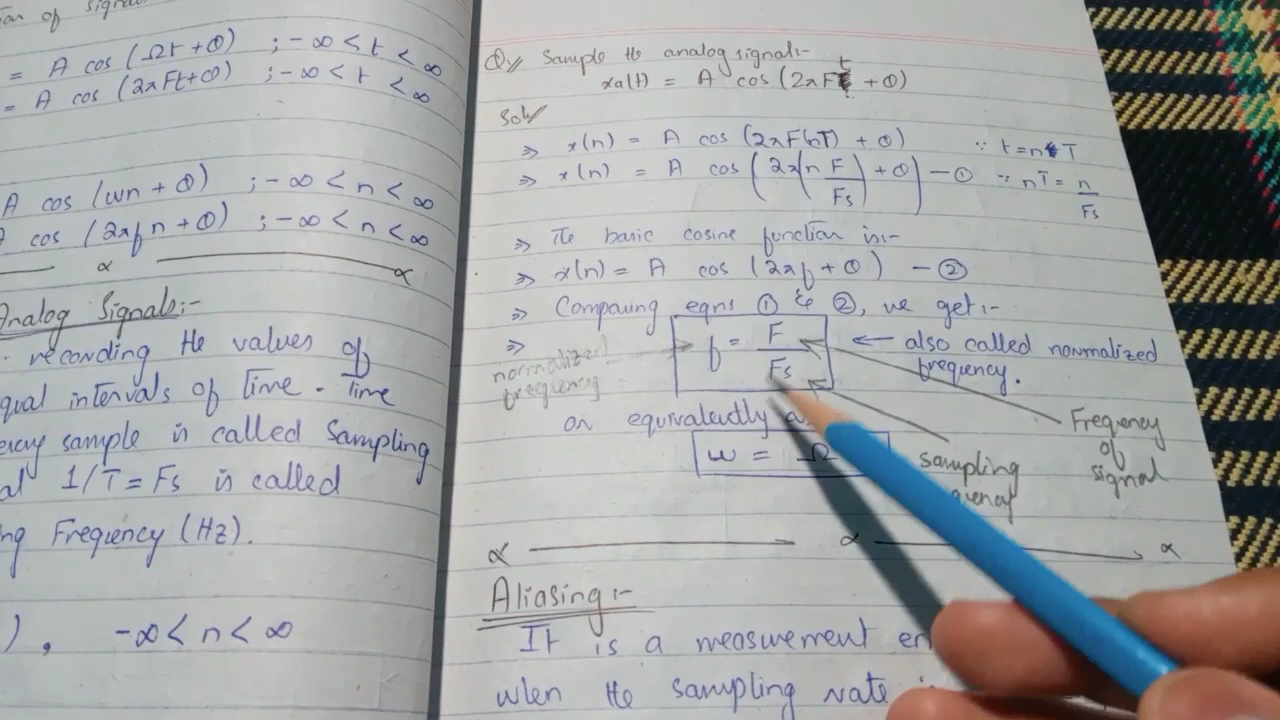 ion of signal
= A cos (Ωt + θ) ; -∞ < t < ∞
= A cos (2πFt + θ) ; -∞ < t < ∞
A cos (ωn + θ) ; -∞ < n < ∞
cos (2πfn + θ) ; -∞ < n < ∞
Analog Signals:-
recording the values of
qual intervals of time. Time
every sample is called Sampling
al 1/T = Fs is called
ng Frequency (Hz).
), -∞ < n < ∞
Q// Sample the analog signal:-
xa(t) = A cos (2πFt + θ)
Sol//
⇒ x(n) = A cos (2πF(nT) + θ) ∵ t = nT
⇒ x(n) = A cos (2π(n F/Fs) + θ) — ① ∵ nT = n/Fs
⇒ The basic cosine function is:-
⇒ x(n) = A cos (2πf + θ) — ②
⇒ Comparing eqns ① & ②, we get:-
⇒ f = F/Fs ← also called normalized
frequency.
normalized
frequency
or equivalently
ω = Ω
Frequency
of
signal
sampling
Aliasing:-
It is a measurement
when the sampling rate